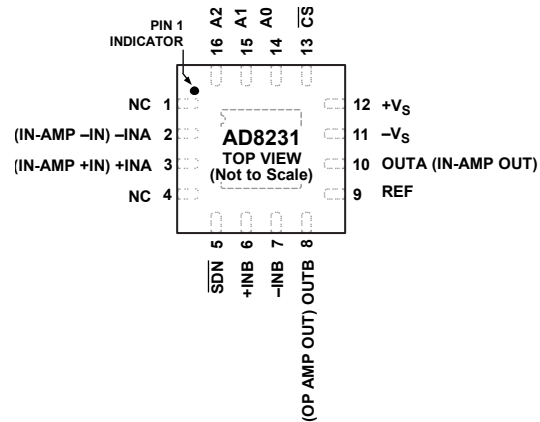 PIN 1
INDICATOR
16 A2
15 A1
14 A0
13 CS
NC 1
(IN-AMP –IN) –INA 2
(IN-AMP +IN) +INA 3
NC 4
AD8231
TOP VIEW
(Not to Scale)
12 +VS
11 –VS
10 OUTA (IN-AMP OUT)
9 REF
SDN 5
+INB 6
–INB 7
(OP AMP OUT) OUTB 8